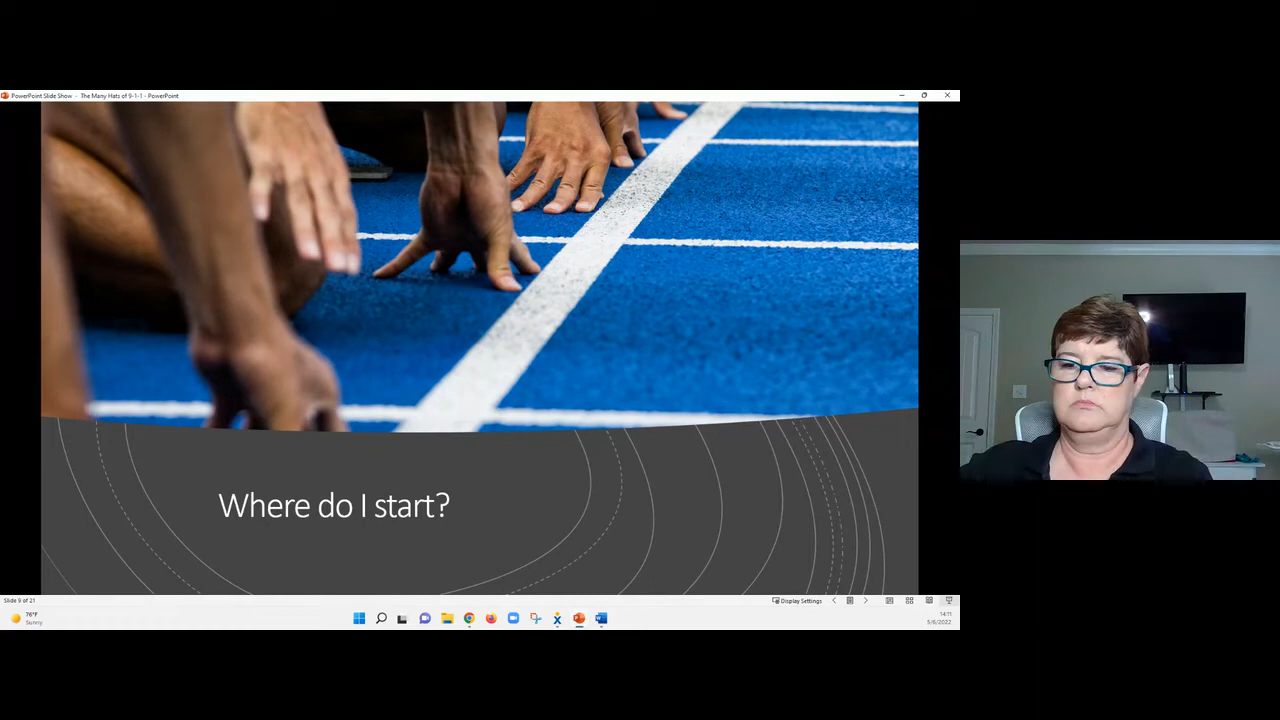 PowerPoint Slide Show - The Many Hats of 9-1-1 - PowerPoint
Where do I start?
Slide 9 of 21
Display Settings
76°F
Sunny
14:11
5/6/2022